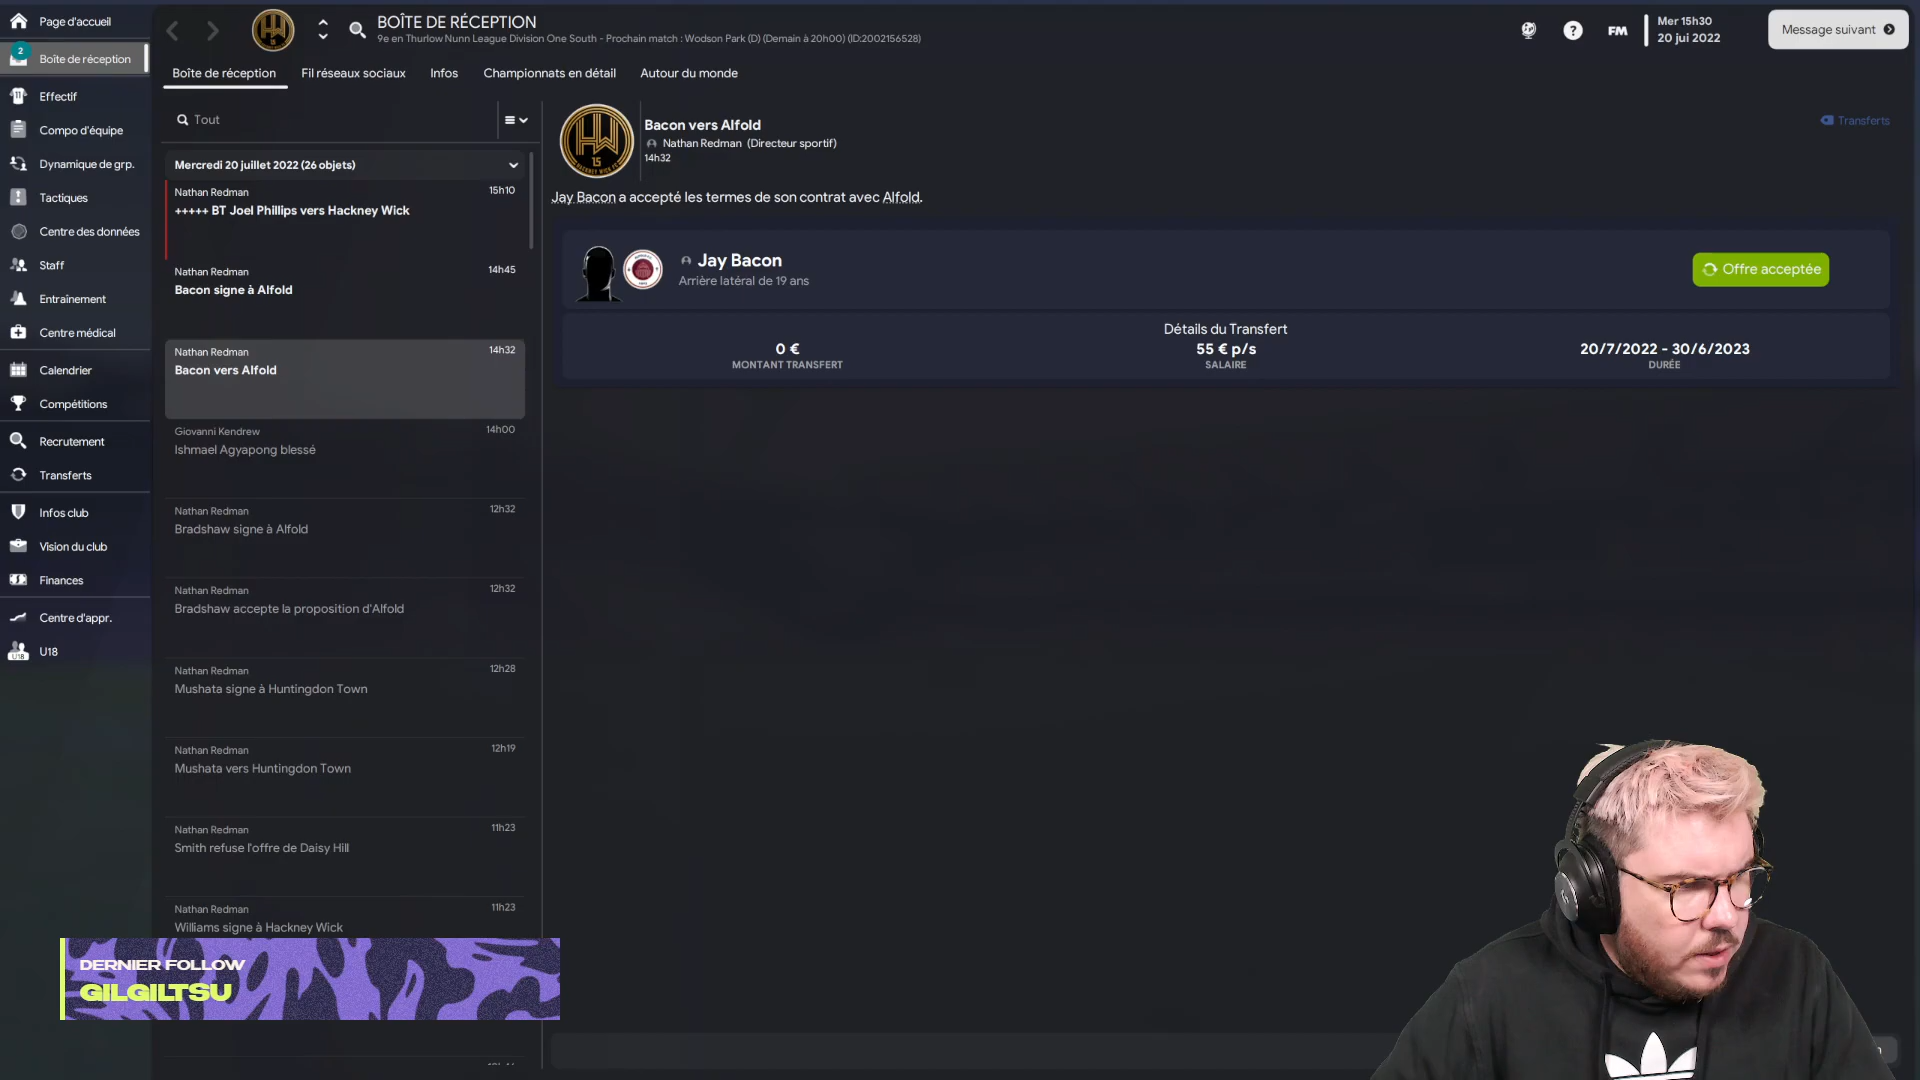 Page d'accueil
2
Boîte de réception
Effectif
Compo d'équipe
Dynamique de grp.
Tactiques
Centre des données
Staff
Entraînement
Centre médical
Calendrier
Compétitions
Recrutement
Transferts
Infos club
Vision du club
Finances
Centre d'appr.
U18
U18
BOÎTE DE RÉCEPTION
9e en Thurlow Nunn League Division One South - Prochain match : Wodson Park (D) (Demain à 20h00) (ID:2002156528)
FM
Mer 15h30
20 jui 2022
Message suivant
Boîte de réception
Fil réseaux sociaux
Infos
Championnats en détail
Autour du monde
Tout
Mercredi 20 juillet 2022 (26 objets)
Nathan Redman 15h10
+++++ BT Joel Phillips vers Hackney Wick
Nathan Redman 14h45
Bacon signe à Alfold
Nathan Redman 14h32
Bacon vers Alfold
Giovanni Kendrew 14h00
Ishmael Agyapong blessé
Nathan Redman 12h32
Bradshaw signe à Alfold
Nathan Redman 12h32
Bradshaw accepte la proposition d'Alfold
Nathan Redman 12h28
Mushata signe à Huntingdon Town
Nathan Redman 12h19
Mushata vers Huntingdon Town
Nathan Redman 11h23
Smith refuse l'offre de Daisy Hill
Nathan Redman 11h23
Williams signe à Hackney Wick
DERNIER FOLLOW
GILGILTSU
HW
15
HACKNEY WICK FC
Bacon vers Alfold
Nathan Redman (Directeur sportif)
14h32
Transferts
Jay Bacon a accepté les termes de son contrat avec Alfold.
Jay Bacon
Arrière latéral de 19 ans
Offre acceptée
Détails du Transfert
0 €
MONTANT TRANSFERT
55 € p/s
SALAIRE
20/7/2022 - 30/6/2023
DURÉE